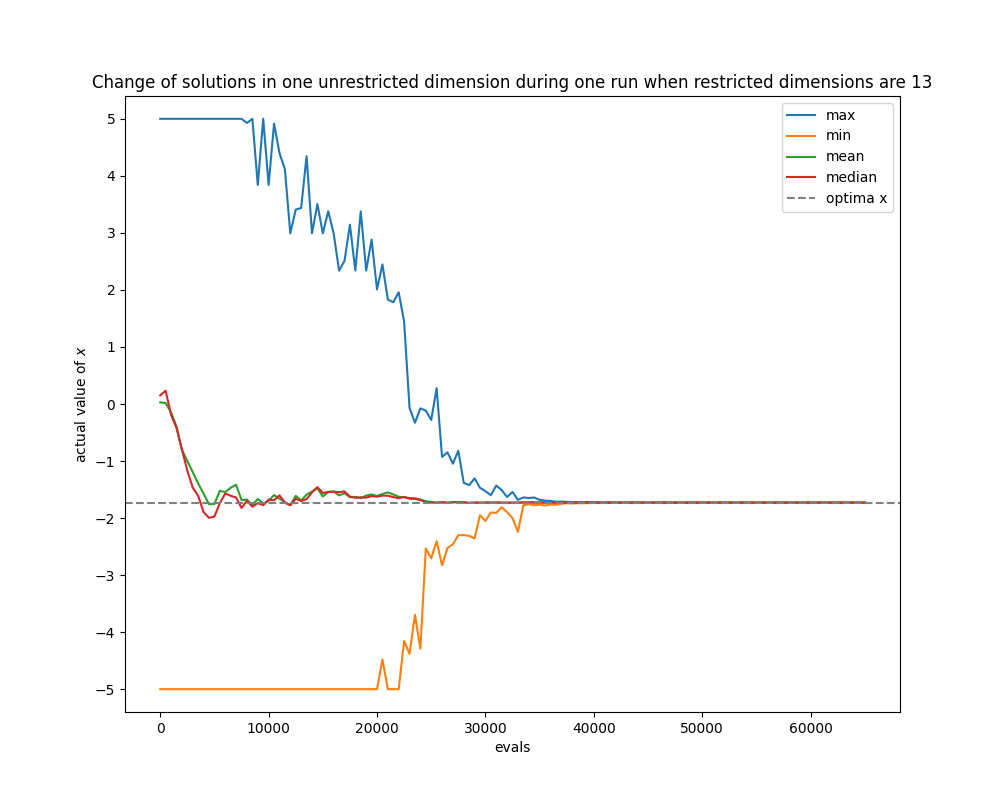 Change of solutions in one unrestricted dimension during one run when restricted dimensions are 13
max
min
mean
median
optima x
actual value of x
5
4
3
2
1
0
−1
−2
−3
−4
−5
0 10000 20000 30000 40000 50000 60000
evals